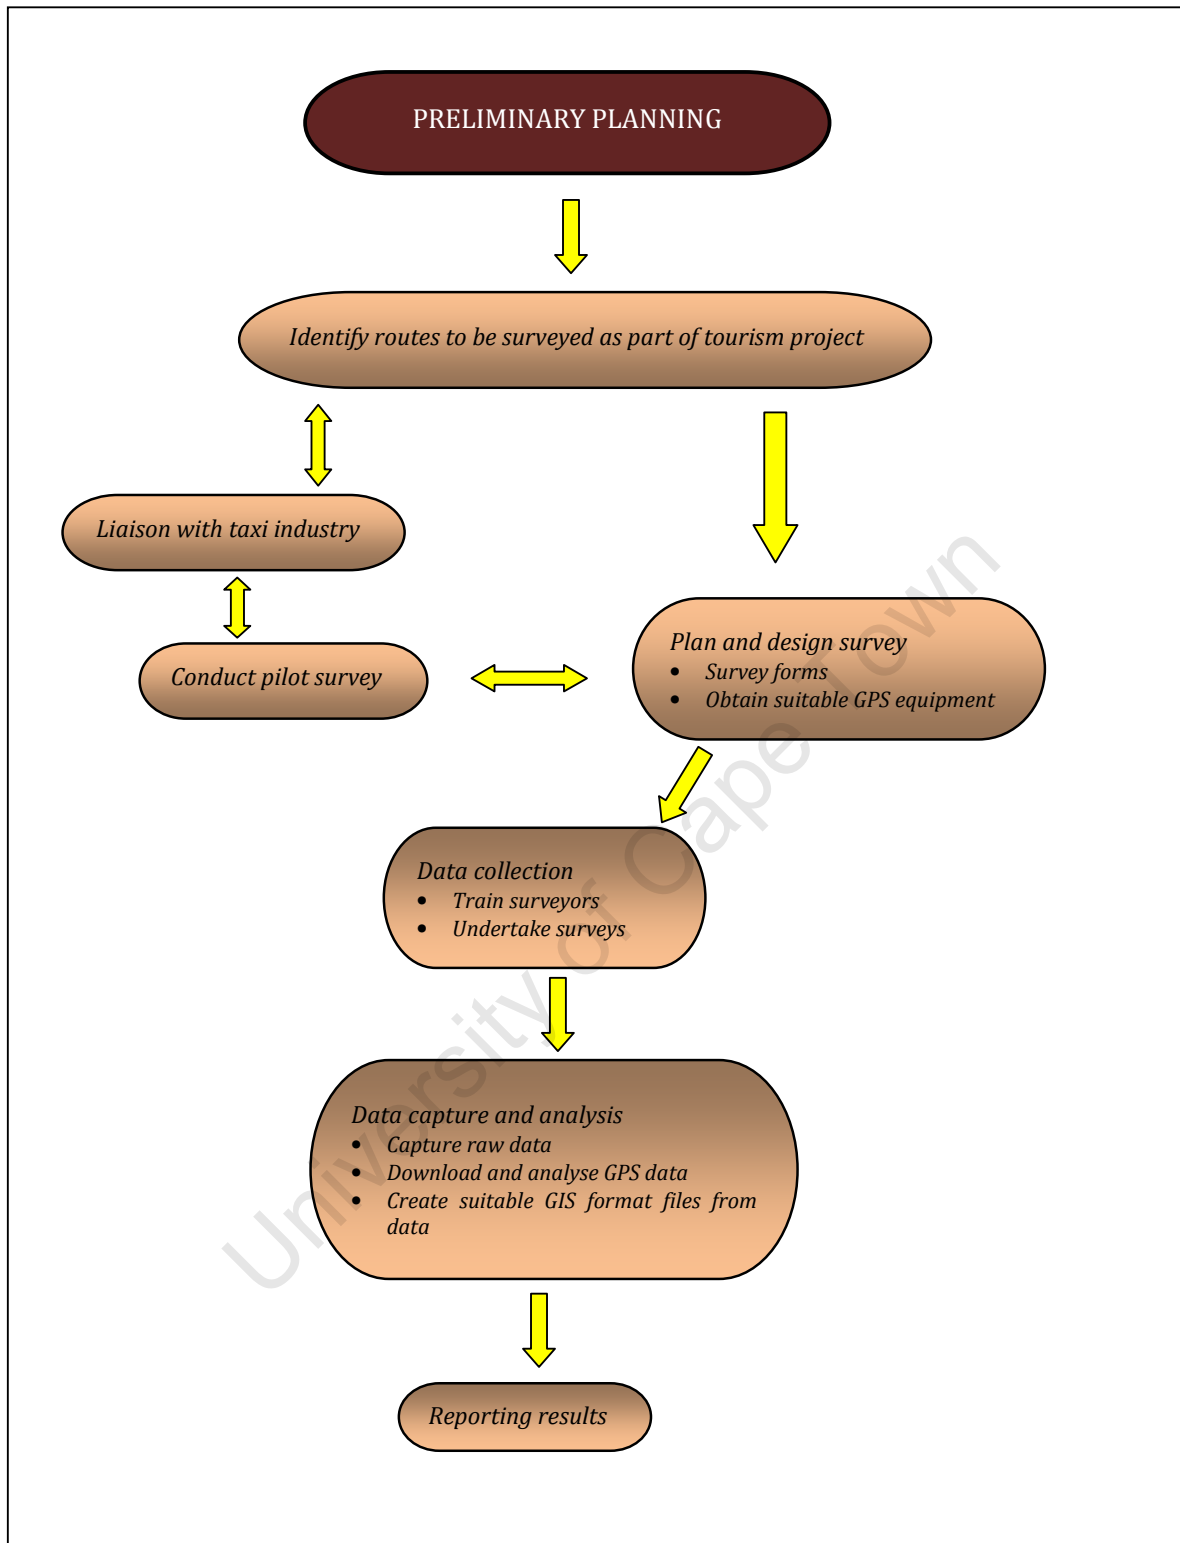 PRELIMINARY PLANNING
Identify routes to be surveyed as part of tourism project
Liaison with taxi industry
Conduct pilot survey
Plan and design survey
• Survey forms
• Obtain suitable GPS equipment
Data collection
• Train surveyors
• Undertake surveys
Data capture and analysis
• Capture raw data
• Download and analyse GPS data
• Create suitable GIS format files from
data
Reporting results
University of Cape Town